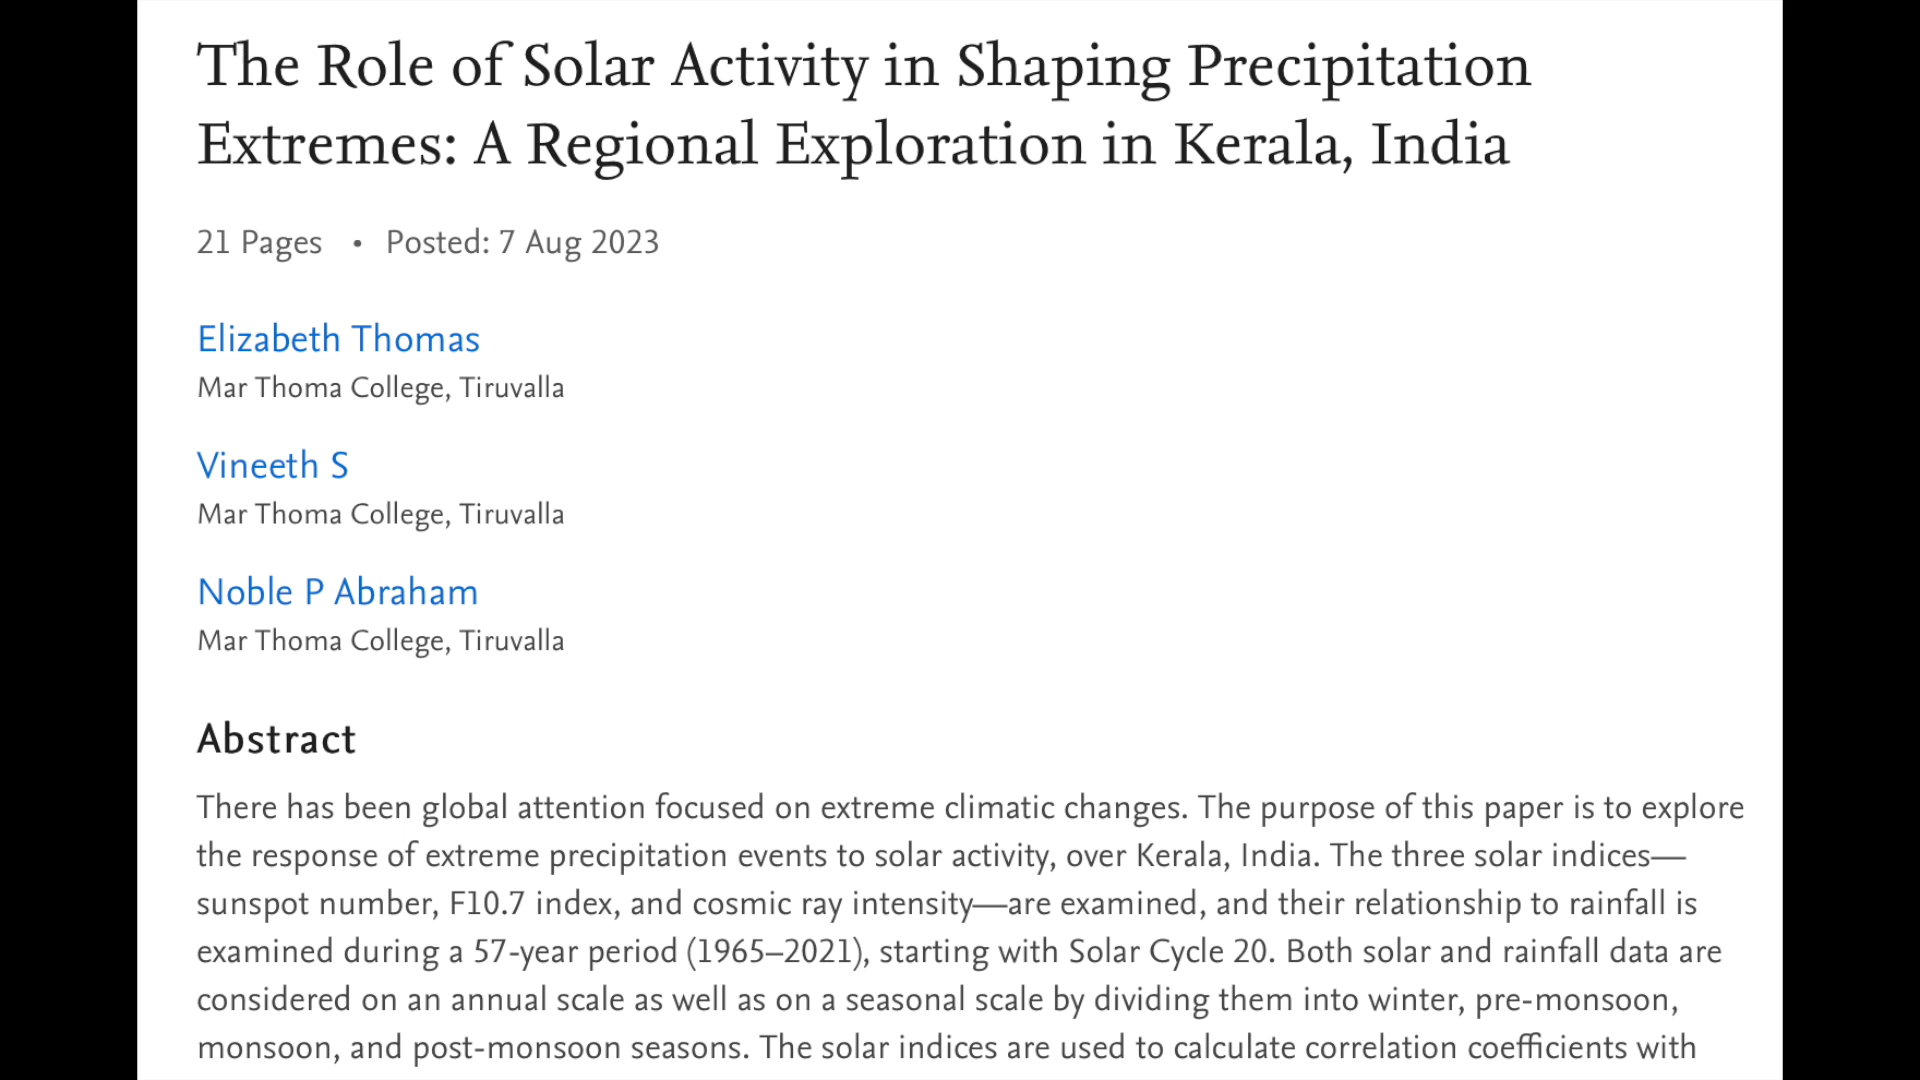 The Role of Solar Activity in Shaping Precipitation
Extremes: A Regional Exploration in Kerala, India
21 Pages • Posted: 7 Aug 2023
Elizabeth Thomas
Mar Thoma College, Tiruvalla
Vineeth S
Mar Thoma College, Tiruvalla
Noble P Abraham
Mar Thoma College, Tiruvalla
Abstract
There has been global attention focused on extreme climatic changes. The purpose of this paper is to explore
the response of extreme precipitation events to solar activity, over Kerala, India. The three solar indices—
sunspot number, F10.7 index, and cosmic ray intensity—are examined, and their relationship to rainfall is
examined during a 57-year period (1965–2021), starting with Solar Cycle 20. Both solar and rainfall data are
considered on an annual scale as well as on a seasonal scale by dividing them into winter, pre-monsoon,
monsoon, and post-monsoon seasons. The solar indices are used to calculate correlation coefficients with